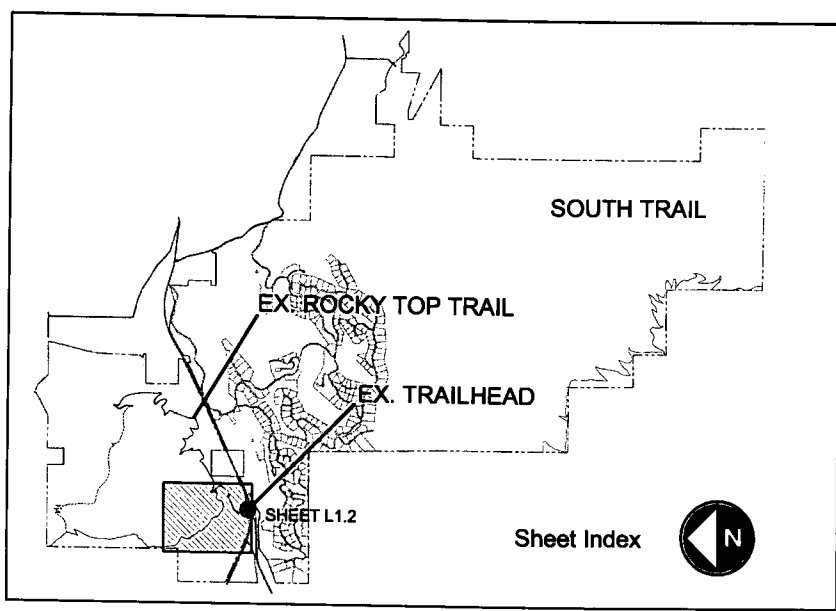 SOUTH TRAIL
EX. ROCKY TOP TRAIL
EX. TRAILHEAD
SHEET L1.2
Sheet Index
N